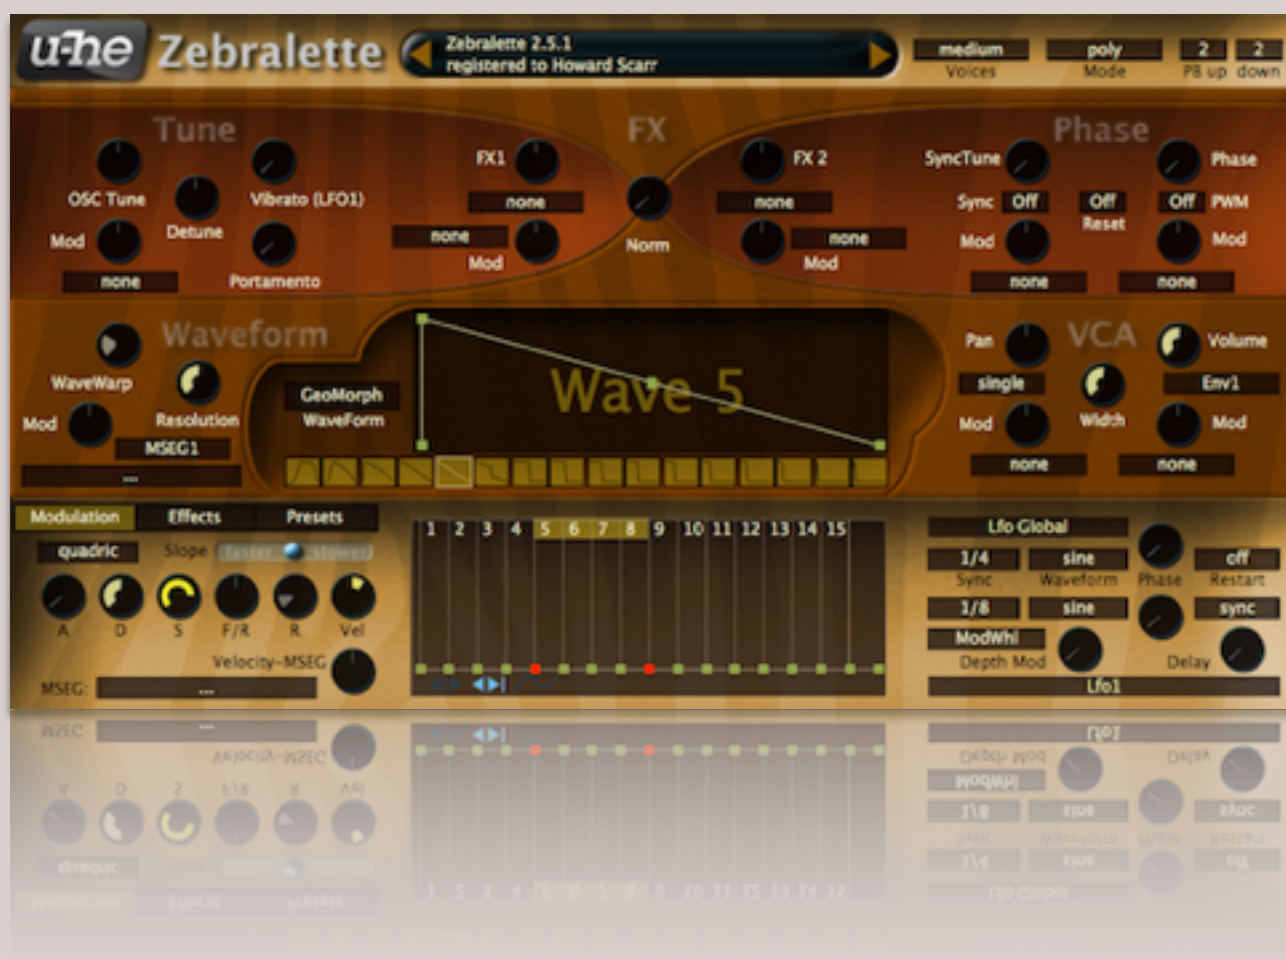 u-he Zebralette
Zebralette 2.5.1
registered to Howard Scarr
medium
Voices
poly
Mode
2
PB up
2
down
Tune
OSC Tune
Detune
Vibrato (LFO1)
Mod
none
Portamento
FX
FX1
none
none
Mod
Norm
FX 2
none
none
Mod
Phase
SyncTune
Phase
Sync
Off
Off
Reset
Off
PWM
Mod
Mod
none
none
Waveform
WaveWarp
Resolution
Mod
MSEG1
...
GeoMorph
WaveForm
Wave 5
VCA
Pan
Volume
single
Width
Env1
Mod
Mod
none
none
Modulation
Effects
Presets
quadric
Slope
faster
slower
A
D
S
F/R
R
Vel
Velocity-MSEG
MSEG:
...
1 2 3 4 5 6 7 8 9 10 11 12 13 14 15
Lfo Global
1/4
Sync
sine
Waveform
Phase
off
Restart
1/8
sine
sync
ModWhl
Depth Mod
Delay
Lfo1